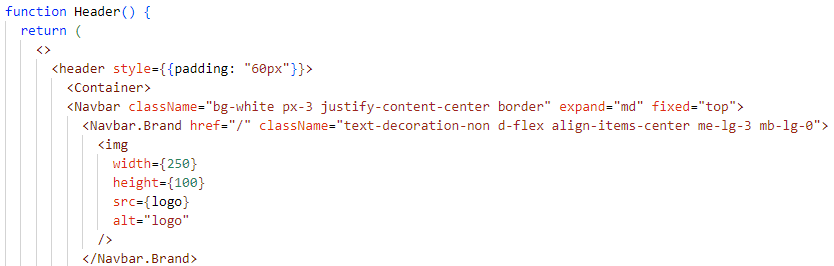 function Header() {
return (
<>
<header style={{padding: "60px"}}>
<Container>
<Navbar className="bg-white px-3 justify-content-center border" expand="md" fixed="top">
<Navbar.Brand href="/" className="text-decoration-non d-flex align-items-center me-lg-3 mb-lg-0">
<img
width={250}
height={100}
src={logo}
alt="logo"
/>
</Navbar.Brand>